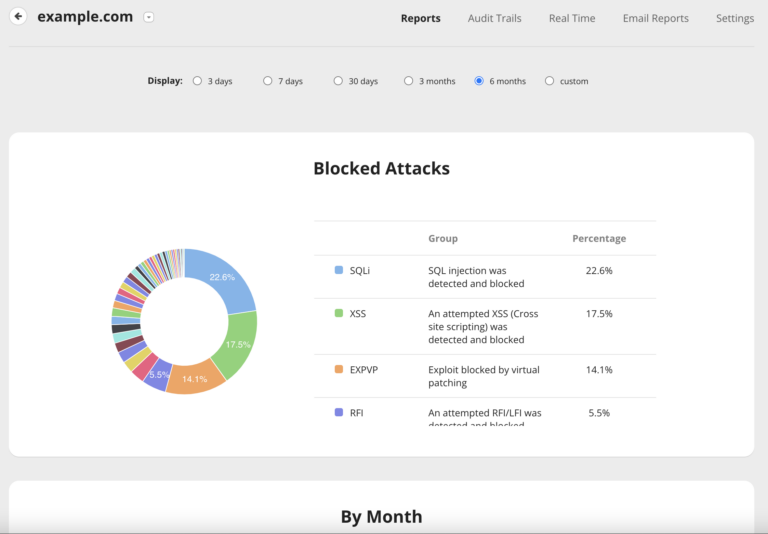 example.com
Reports Audit Trails Real Time Email Reports Settings
Display: 3 days 7 days 30 days 3 months 6 months custom
Blocked Attacks
Group Percentage
SQLi SQL injection was 22.6%
detected and blocked
XSS An attempted XSS (Cross 17.5%
site scripting) was
detected and blocked
EXPVP Exploit blocked by virtual 14.1%
patching
RFI An attempted RFI/LFI was 5.5%
detected and blocked
22.6%
17.5%
14.1%
5.5%
By Month